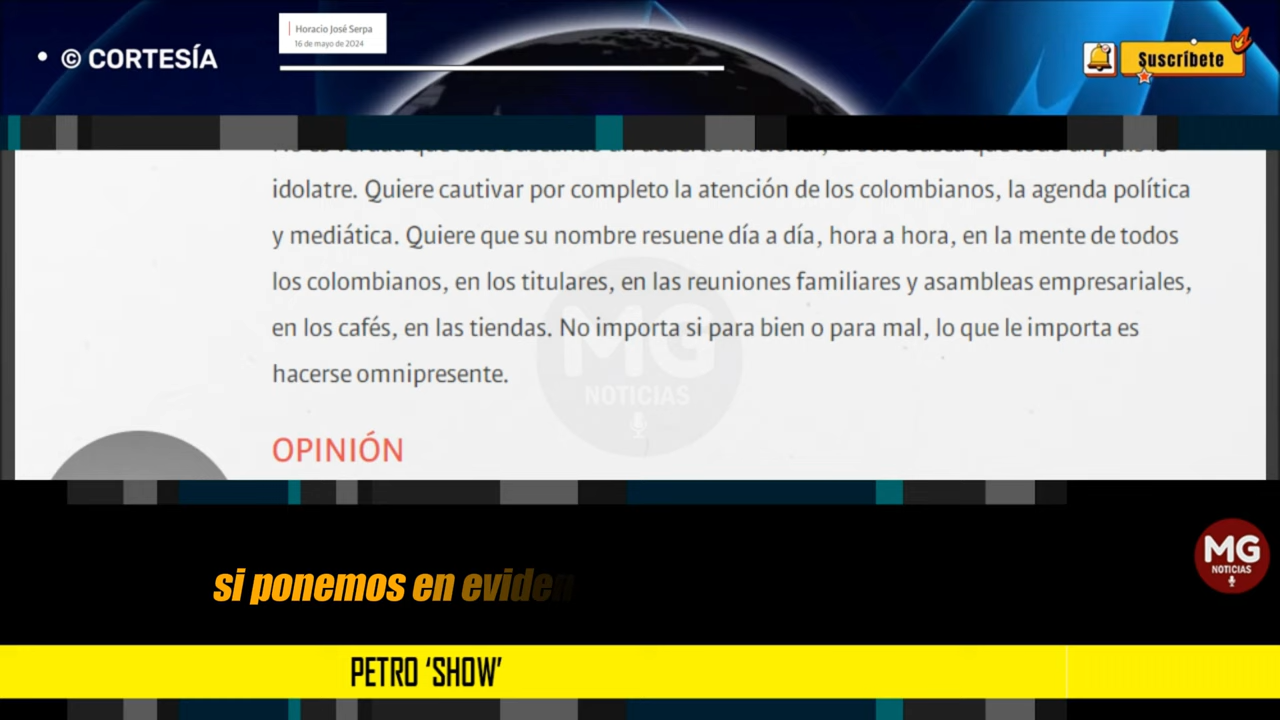 • © CORTESÍA
Horacio José Serpa
16 de mayo de 2024
Suscríbete
idolatre. Quiere cautivar por completo la atención de los colombianos, la agenda política
y mediática. Quiere que su nombre resuene día a día, hora a hora, en la mente de todos
los colombianos, en los titulares, en las reuniones familiares y asambleas empresariales,
en los cafés, en las tiendas. No importa si para bien o para mal, lo que le importa es
hacerse omnipresente.
MG
NOTICIAS
OPINIÓN
MG
NOTICIAS
si ponemos en eviden
PETRO ‘SHOW’